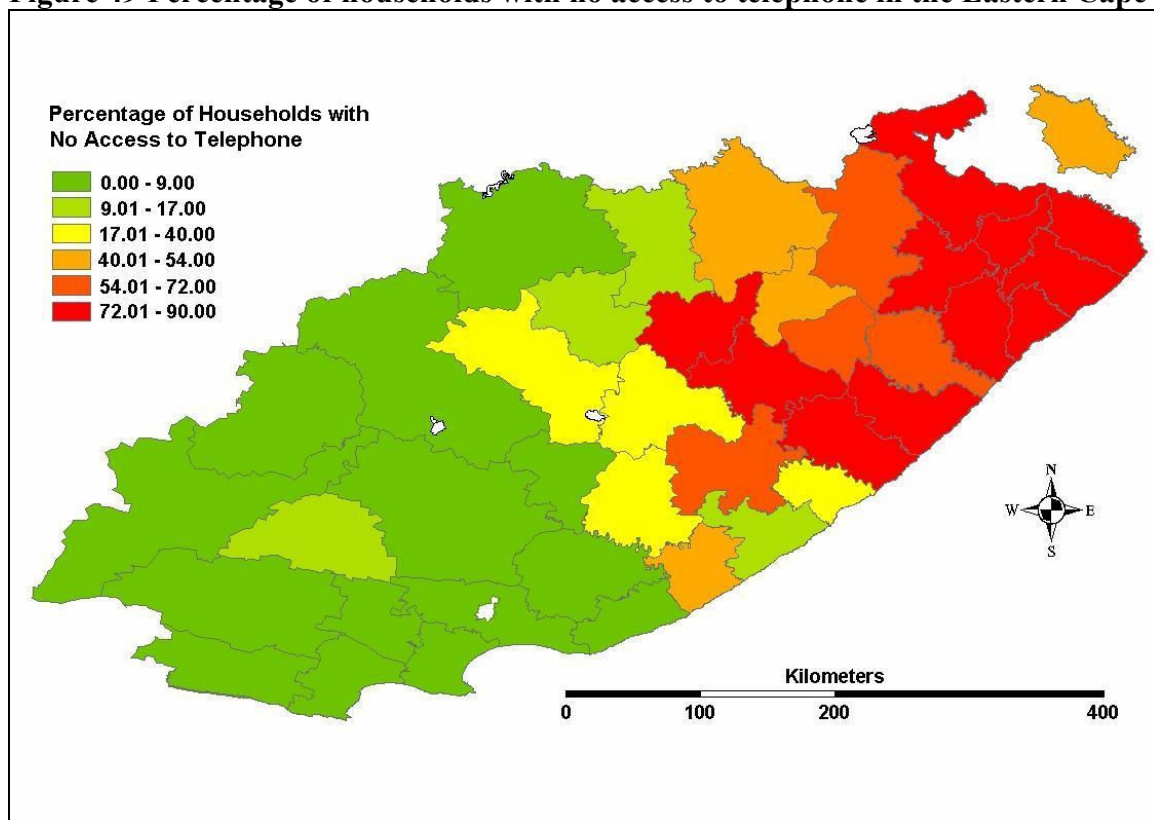 Figure 49 Percentage of households with no access to telephone in the Eastern Cape
Percentage of Households with
No Access to Telephone
0.00 - 9.00
9.01 - 17.00
17.01 - 40.00
40.01 - 54.00
54.01 - 72.00
72.01 - 90.00
N
W E
S
Kilometers
0 100 200 400